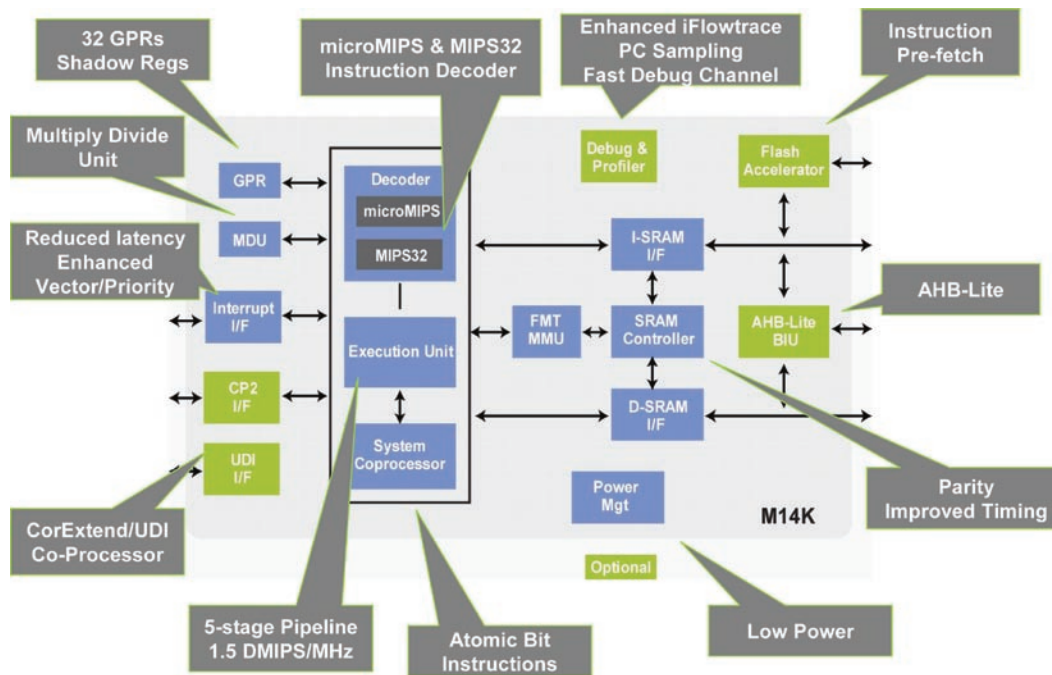 32 GPRs
Shadow Regs
microMIPS & MIPS32
Instruction Decoder
Enhanced iFlowtrace
PC Sampling
Fast Debug Channel
Instruction
Pre-fetch
Multiply Divide
Unit
Reduced latency
Enhanced
Vector/Priority
GPR
MDU
Interrupt
I/F
CP2
I/F
UDI
I/F
Decoder
microMIPS
MIPS32
Execution Unit
System
Coprocessor
Debug &
Profiler
Flash
Accelerator
I-SRAM
I/F
FMT
MMU
SRAM
Controller
AHB-Lite
BIU
AHB-Lite
D-SRAM
I/F
Power
Mgt
M14K
Parity
Improved Timing
CorExtend/UDI
Co-Processor
Optional
5-stage Pipeline
1.5 DMIPS/MHz
Atomic Bit
Instructions
Low Power